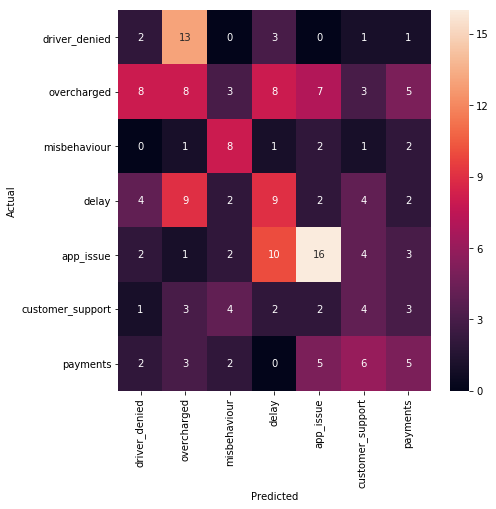 driver_denied 2 13 0 3 0 1 1
overcharged 8 8 3 8 7 3 5
misbehaviour 0 1 8 1 2 1 2
delay 4 9 2 9 2 4 2
app_issue 2 1 2 10 16 4 3
customer_support 1 3 4 2 2 4 3
payments 2 3 2 0 5 6 5
Actual
driver_denied
overcharged
misbehaviour
delay
app_issue
customer_support
payments
Predicted
15
12
9
6
3
0